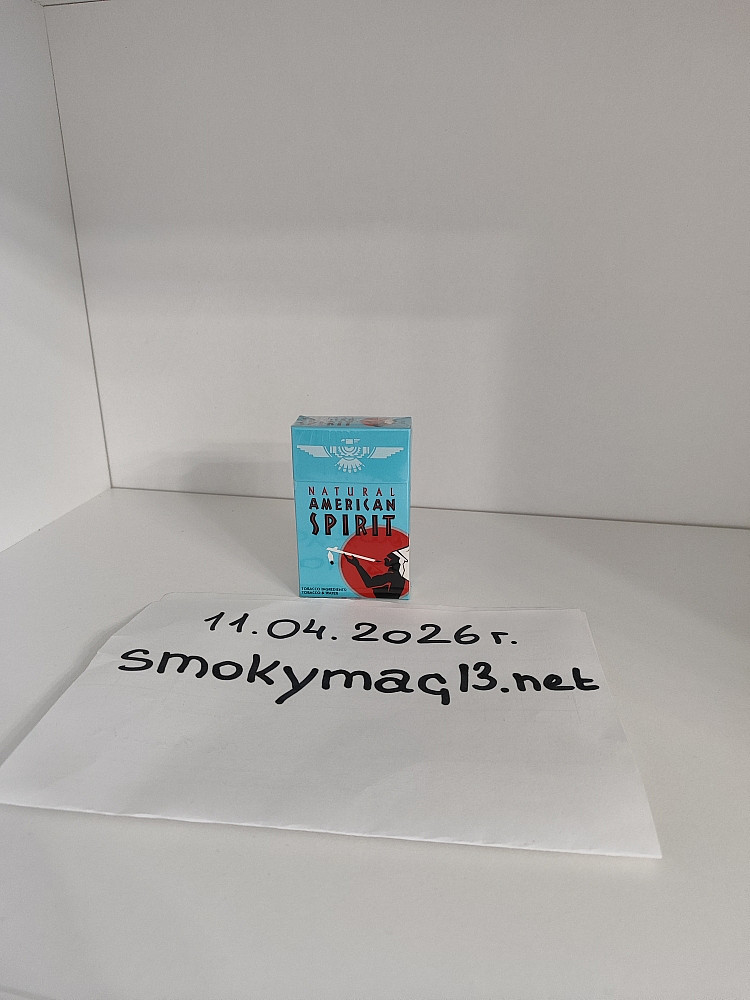 NATURAL
AMERICAN
SPIRIT
TOBACCO INGREDIENTS:
TOBACCO & WATER
11.04.2026 г.
smokymag13.net